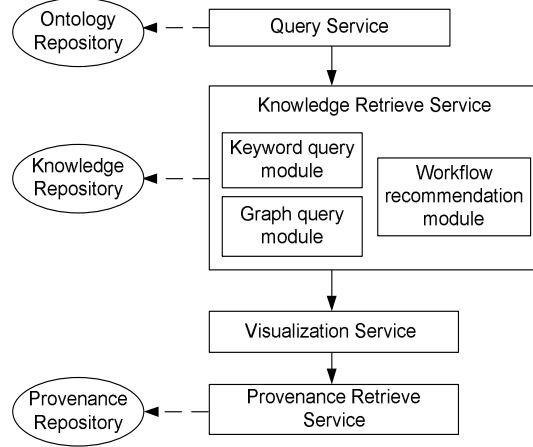 Ontology
Repository
Query Service
Knowledge Retrieve Service
Knowledge
Repository
Keyword query
module
Graph query
module
Workflow
recommendation
module
Visualization Service
Provenance
Repository
Provenance Retrieve
Service